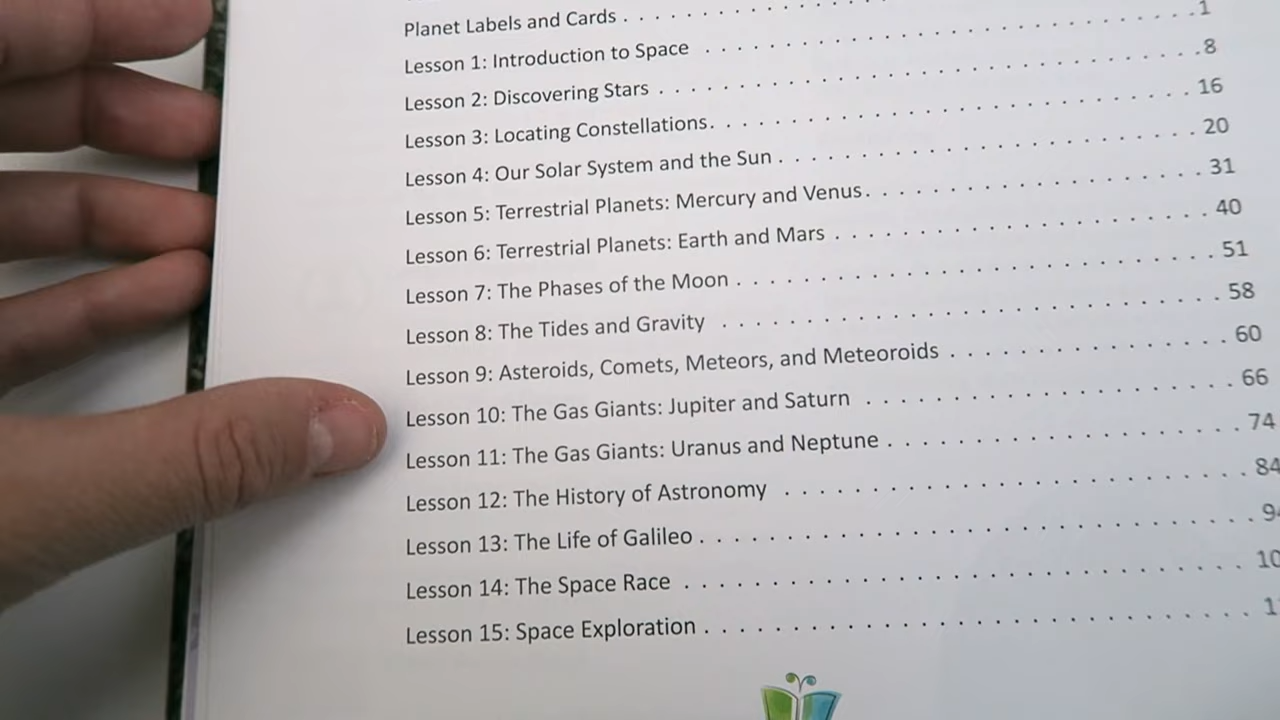 Planet Labels and Cards . . . . . . . . . .
Lesson 1: Introduction to Space . . . . . . . . . . 1
Lesson 2: Discovering Stars . . . . . . . . . . 8
Lesson 3: Locating Constellations. . . . . . . . . . 16
Lesson 4: Our Solar System and the Sun . . . . . . . . . . 20
Lesson 5: Terrestrial Planets: Mercury and Venus. . . . . . . . . . 31
Lesson 6: Terrestrial Planets: Earth and Mars . . . . . . . . . . 40
Lesson 7: The Phases of the Moon . . . . . . . . . . 51
Lesson 8: The Tides and Gravity . . . . . . . . . . 58
Lesson 9: Asteroids, Comets, Meteors, and Meteoroids . . . . . . . . . . 60
Lesson 10: The Gas Giants: Jupiter and Saturn . . . . . . . . . . 66
Lesson 11: The Gas Giants: Uranus and Neptune . . . . . . . . . . 74
Lesson 12: The History of Astronomy . . . . . . . . . . 84
Lesson 13: The Life of Galileo . . . . . . . . . . 94
Lesson 14: The Space Race . . . . . . . . . .
Lesson 15: Space Exploration . . . . . . . . . .